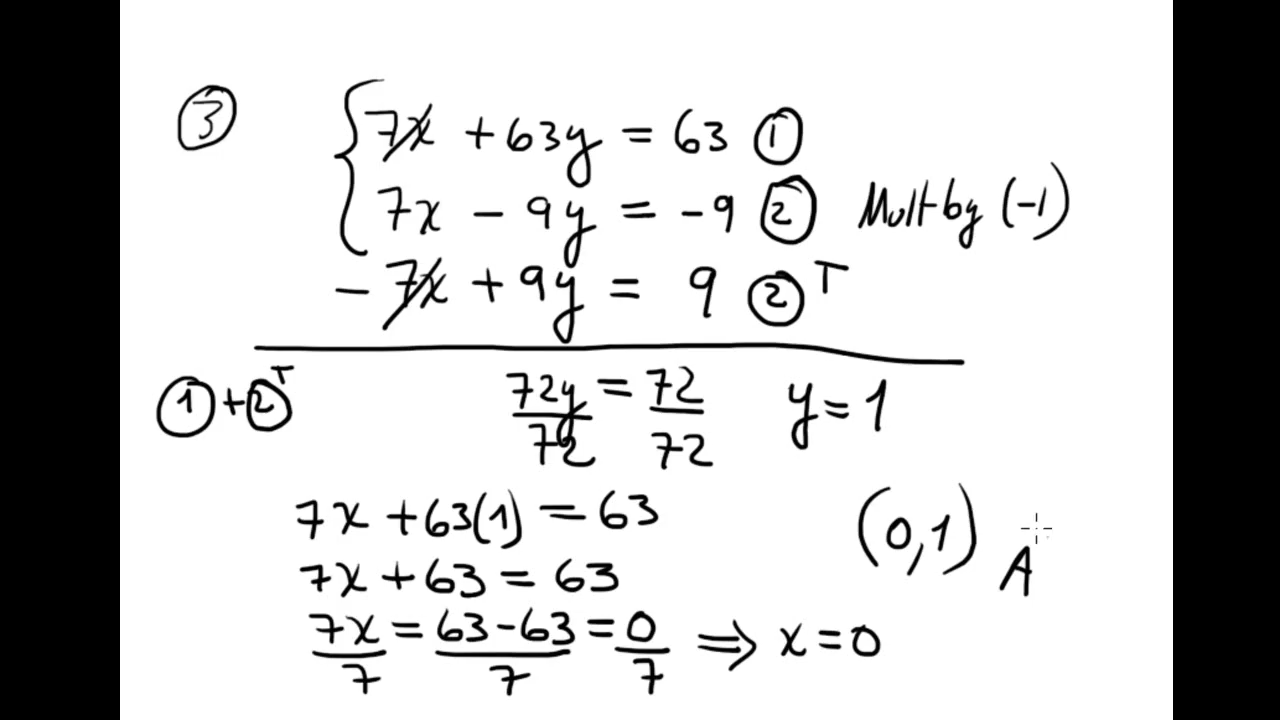 ③ 7x + 63y = 63 ①
7x - 9y = -9 ② Mult by (-1)
- 7x + 9y = 9 ②ᵀ
① + ②ᵀ 72y/72 = 72/72 y = 1
7x + 63(1) = 63
(0,1) A
7x + 63 = 63
7x/7 = 63-63/7 = 0/7 ⇒ x = 0